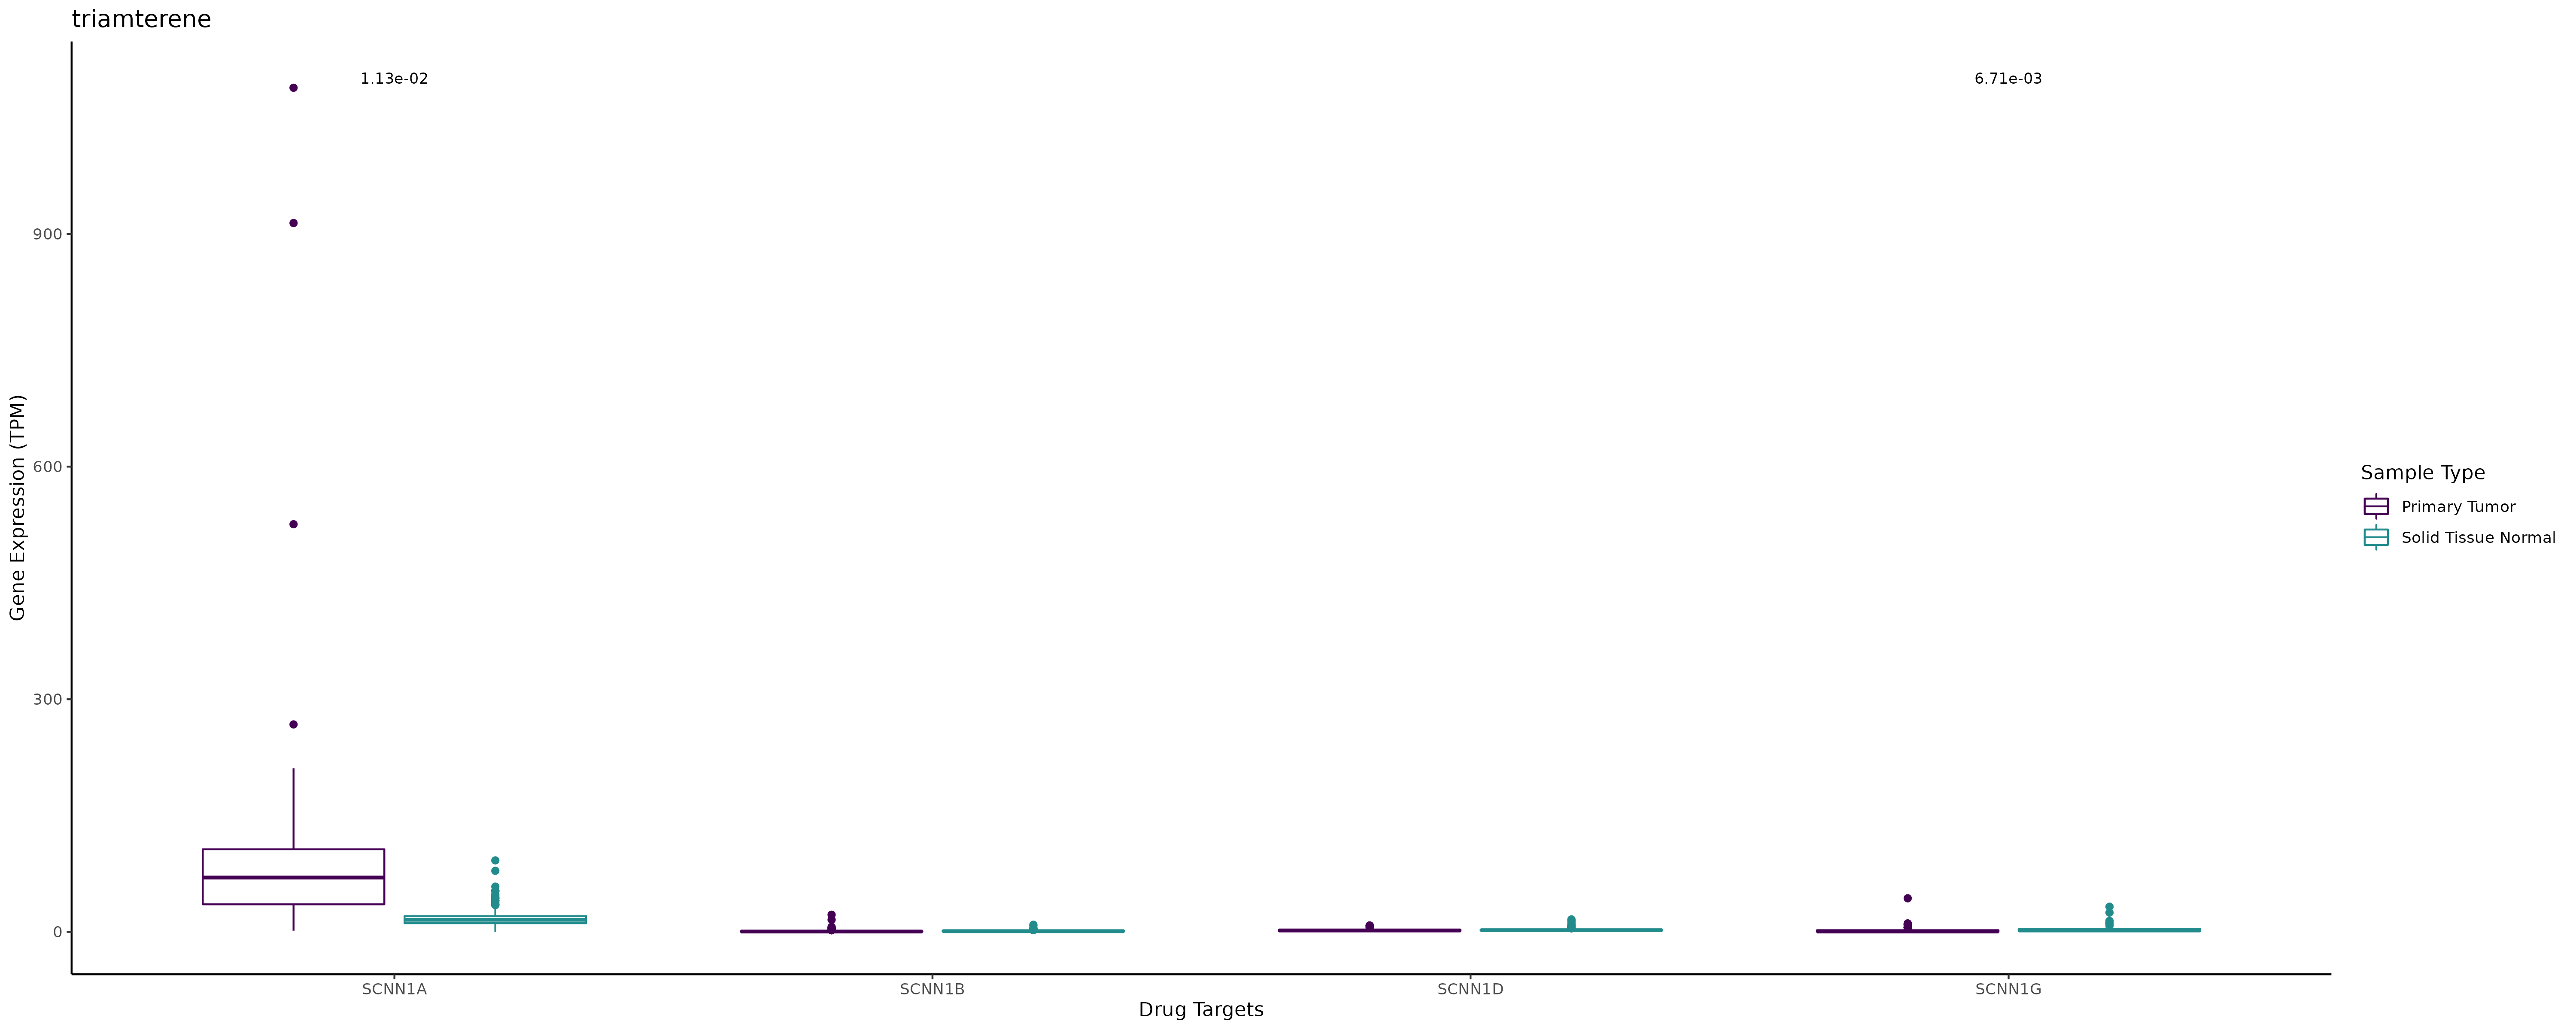 triamterene
1.13e-02
6.71e-03
Gene Expression (TPM)
900
600
300
0
SCNN1A
SCNN1B
SCNN1D
SCNN1G
Drug Targets
Sample Type
Primary Tumor
Solid Tissue Normal